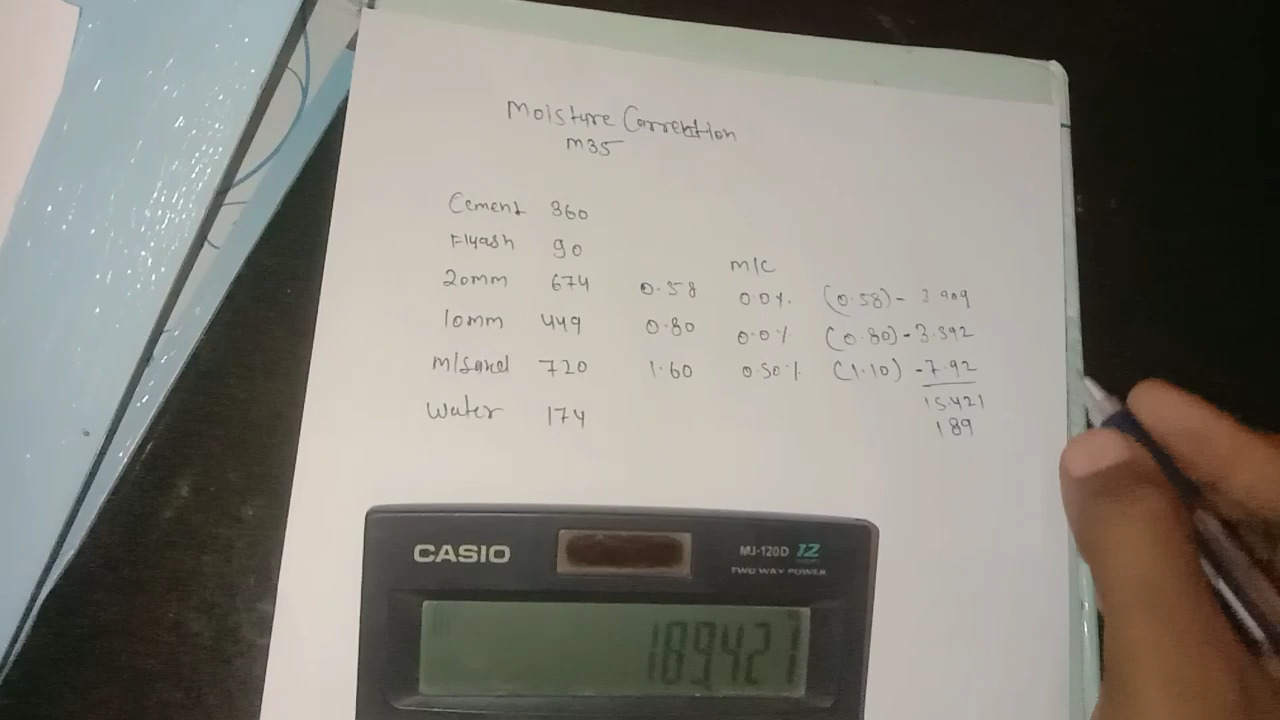 Moisture Correction
M35
Cement 360
Flyash 90
M/C
20mm 674 0.58 0.0%. (0.58) - 3.909
10mm 449 0.80 0.0% (0.80) - 3.592
M/Sand 720 1.60 0.50% (1.10) - 7.92
15.421
Water 174 189
CASIO
MJ-120D 12
TWO WAY POWER
189.421